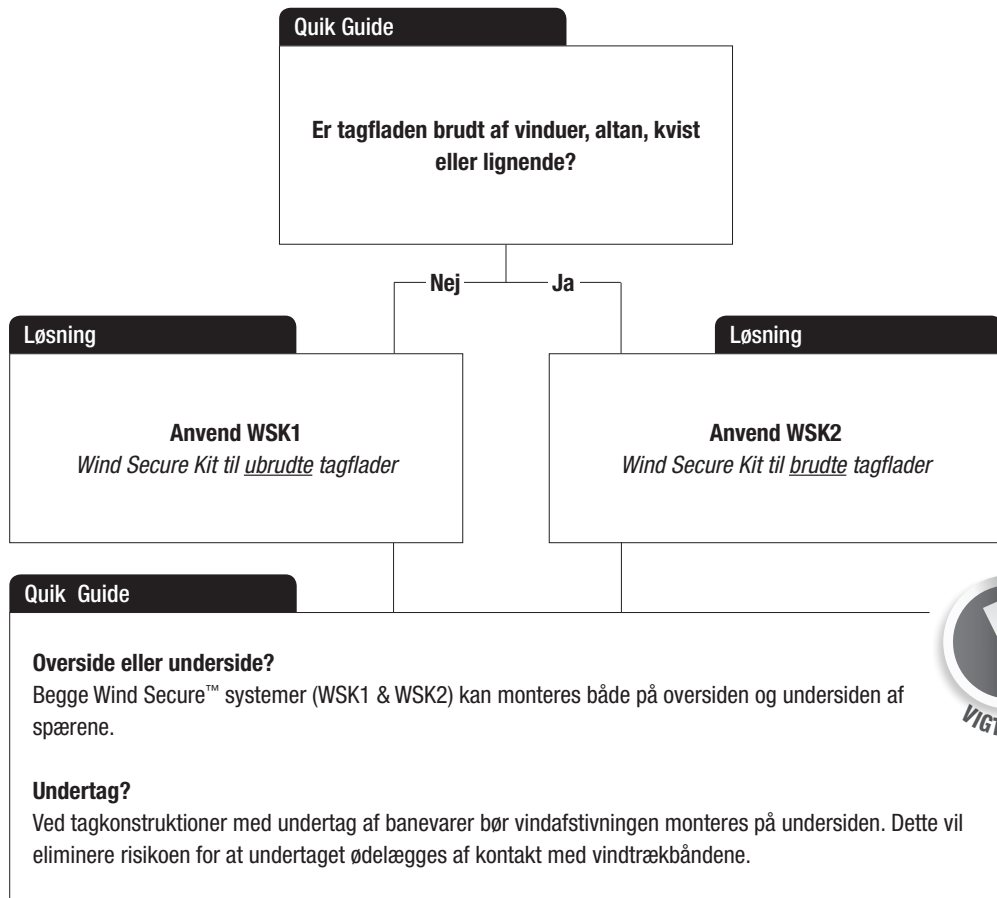 Quik Guide
Er tagfladen brudt af vinduer, altan, kvist
eller lignende?
Nej
Ja
Løsning
Anvend WSK1
Wind Secure Kit til ubrudte tagflader
Løsning
Anvend WSK2
Wind Secure Kit til brudte tagflader
Quik Guide
Overside eller underside?
Begge Wind Secure™ systemer (WSK1 & WSK2) kan monteres både på oversiden og undersiden af
spærene.
Undertag?
Ved tagkonstruktioner med undertag af banevarer bør vindafstivningen monteres på undersiden. Dette vil
eliminere risikoen for at undertaget ødelægges af kontakt med vindtrækbåndene.